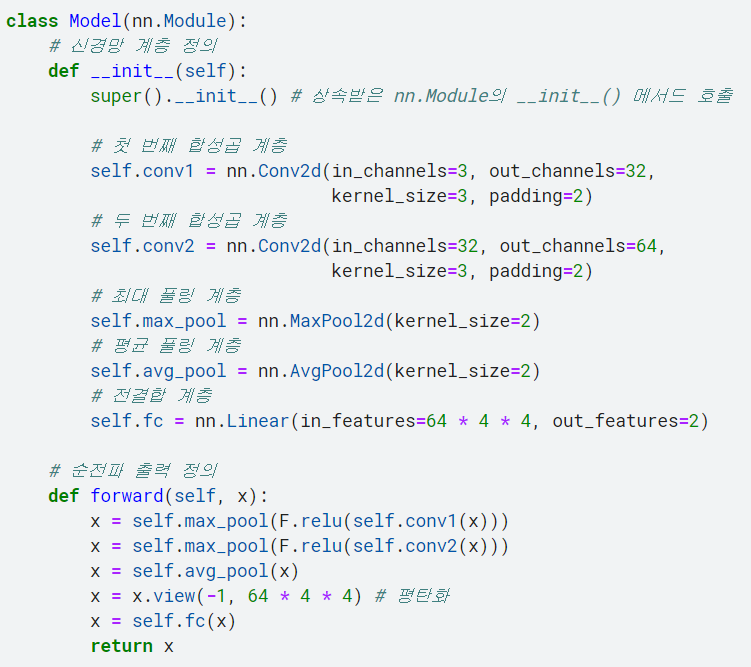 class Model(nn.Module):
    # 신경망 계층 정의
    def __init__(self):
        super().__init__() # 상속받은 nn.Module의 __init__() 메서드 호출

        # 첫 번째 합성곱 계층
        self.conv1 = nn.Conv2d(in_channels=3, out_channels=32,
                               kernel_size=3, padding=2)
        # 두 번째 합성곱 계층
        self.conv2 = nn.Conv2d(in_channels=32, out_channels=64,
                               kernel_size=3, padding=2)
        # 최대 풀링 계층
        self.max_pool = nn.MaxPool2d(kernel_size=2)
        # 평균 풀링 계층
        self.avg_pool = nn.AvgPool2d(kernel_size=2)
        # 전결합 계층
        self.fc = nn.Linear(in_features=64 * 4 * 4, out_features=2)

    # 순전파 출력 정의
    def forward(self, x):
        x = self.max_pool(F.relu(self.conv1(x)))
        x = self.max_pool(F.relu(self.conv2(x)))
        x = self.avg_pool(x)
        x = x.view(-1, 64 * 4 * 4) # 평탄화
        x = self.fc(x)
        return x